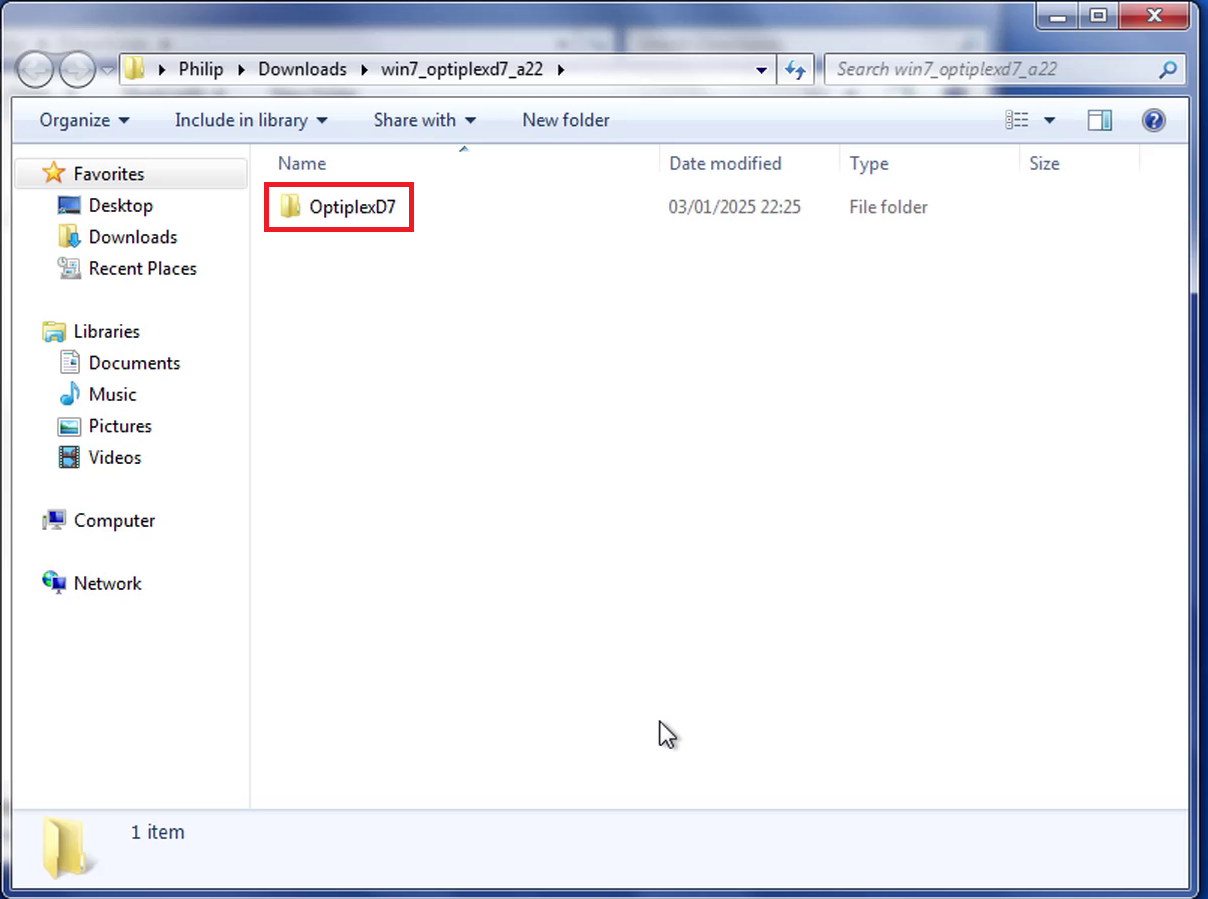 Philip Downloads win7_optiplexd7_a22
Search win7_optiplexd7_a22
Organize Include in library Share with New folder
Name Date modified Type Size
OptiplexD7 03/01/2025 22:25 File folder
Favorites
Desktop
Downloads
Recent Places
Libraries
Documents
Music
Pictures
Videos
Computer
Network
1 item